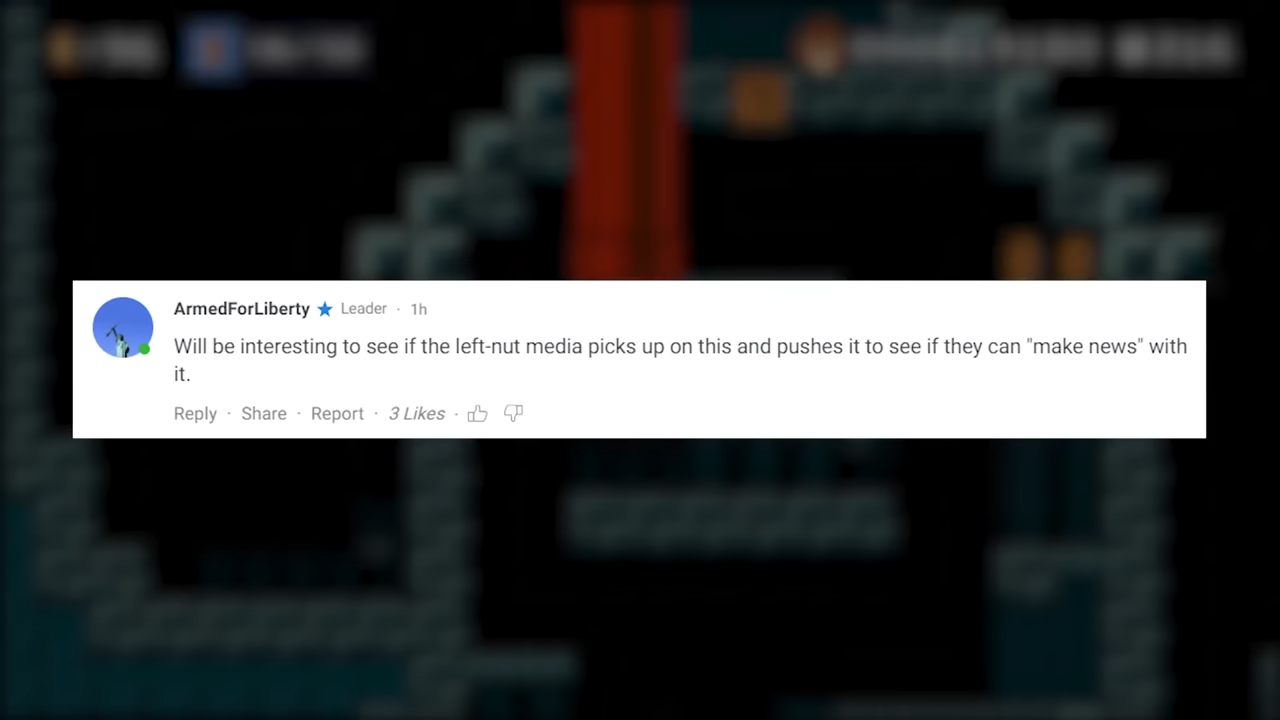 ArmedForLiberty Leader · 1h
Will be interesting to see if the left-nut media picks up on this and pushes it to see if they can "make news" with
it.
Reply · Share · Report · 3 Likes ·